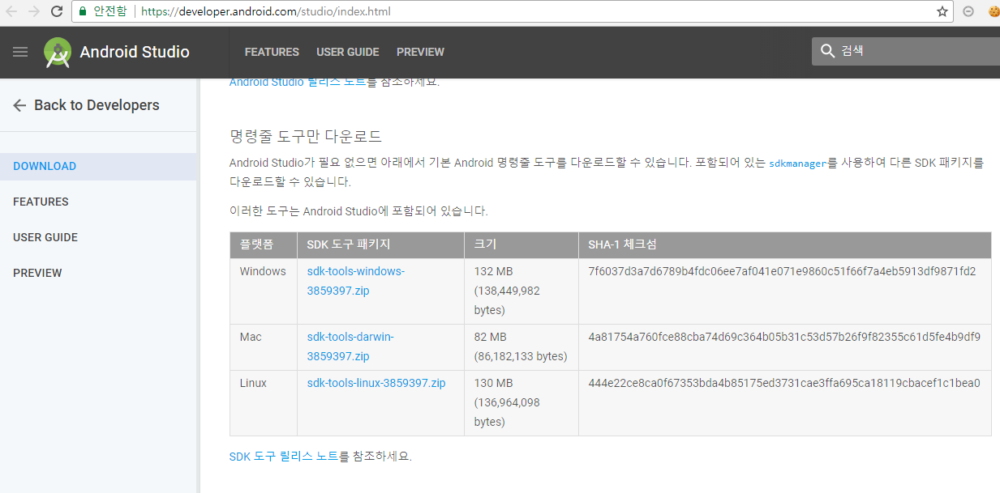 안전함 https://developer.android.com/studio/index.html
Android Studio FEATURES USER GUIDE PREVIEW 검색
Back to Developers
DOWNLOAD
FEATURES
USER GUIDE
PREVIEW
Android Studio 릴리스 노트를 참조하세요.
명령줄 도구만 다운로드
Android Studio가 필요 없으면 아래에서 기본 Android 명령줄 도구를 다운로드할 수 있습니다. 포함되어 있는 sdkmanager를 사용하여 다른 SDK 패키지를
다운로드할 수 있습니다.
이러한 도구는 Android Studio에 포함되어 있습니다.
플랫폼 SDK 도구 패키지 크기 SHA-1 체크섬
Windows sdk-tools-windows- 132 MB 7f6037d3a7d6789b4fdc06ee7af041e071e9860c51f66f7a4eb5913df9871fd2
3859397.zip (138,449,982
bytes)
Mac sdk-tools-darwin- 82 MB 4a81754a760fce88cba74d69c364b05b31c53d57b26f9f82355c61d5fe4b9df9
3859397.zip (86,182,133 bytes)
Linux sdk-tools-linux-3859397.zip 130 MB 444e22ce8ca0f67353bda4b85175ed3731cae3ffa695ca18119cbacef1c1bea0
(136,964,098
bytes)
SDK 도구 릴리스 노트를 참조하세요.